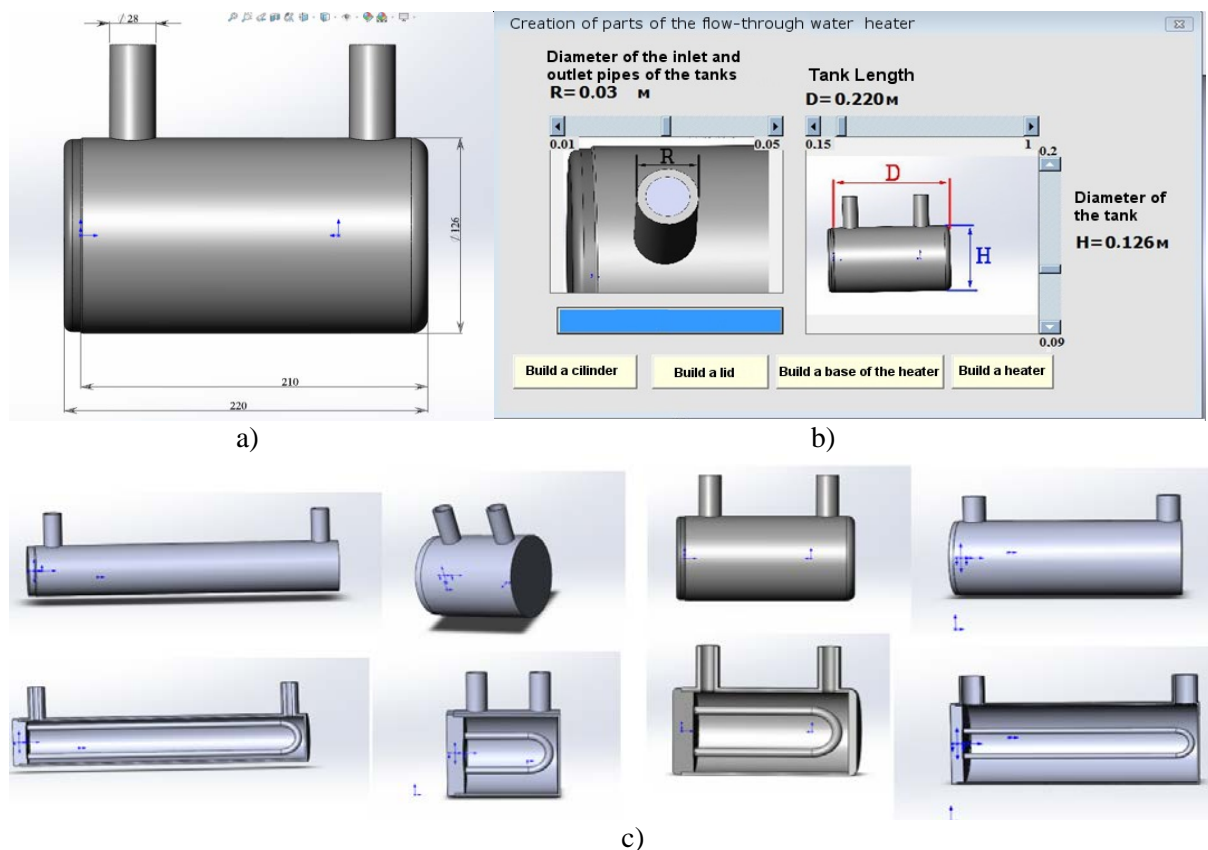 / 28
/ 126
210
220
a)
Creation of parts of the flow-through water heater
Diameter of the inlet and
outlet pipes of the tanks
R=0.03 м
0.01
0.05
R
Tank Length
D=0.220м
0.15
1
0.2
D
H
Diameter of
the tank
H=0.126м
0.09
Build a cilinder
Build a lid
Build a base of the heater
Build a heater
b)
c)